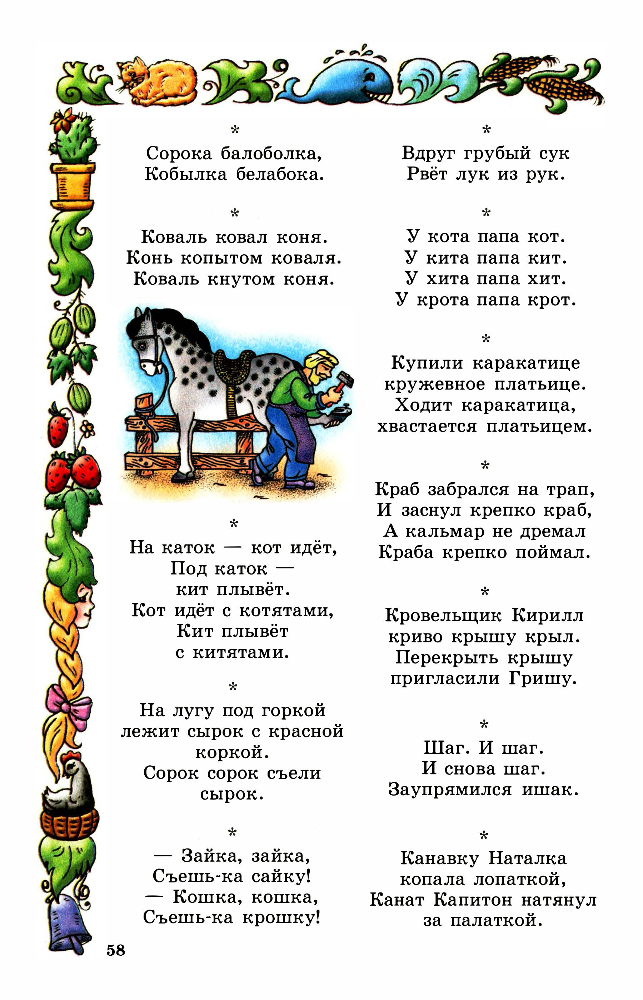 *
Сорока балоболка,
Кобылка белабока.
*
Коваль ковал коня.
Конь копытом коваля.
Коваль кнутом коня.
*
На каток — кот идёт,
Под каток —
кит плывёт.
Кот идёт с котятами,
Кит плывёт
с китятами.
*
На лугу под горкой
лежит сырок с красной
коркой.
Сорок сорок съели
сырок.
*
— Зайка, зайка,
Съешь-ка сайку!
— Кошка, кошка,
Съешь-ка крошку!
*
Вдруг грубый сук
Рвёт лук из рук.
*
У кота папа кот.
У кита папа кит.
У хита папа хит.
У крота папа крот.
*
Купили каракатице
кружевное платьице.
Ходит каракатица,
хвастается платьицем.
*
Краб забрался на трап,
И заснул крепко краб,
А кальмар не дремал
Краба крепко поймал.
*
Кровельщик Кирилл
криво крышу крыл.
Перекрыть крышу
пригласили Гришу.
*
Шаг. И шаг.
И снова шаг.
Заупрямился ишак.
*
Канавку Наталка
копала лопаткой,
Канат Капитон натянул
за палаткой.
58